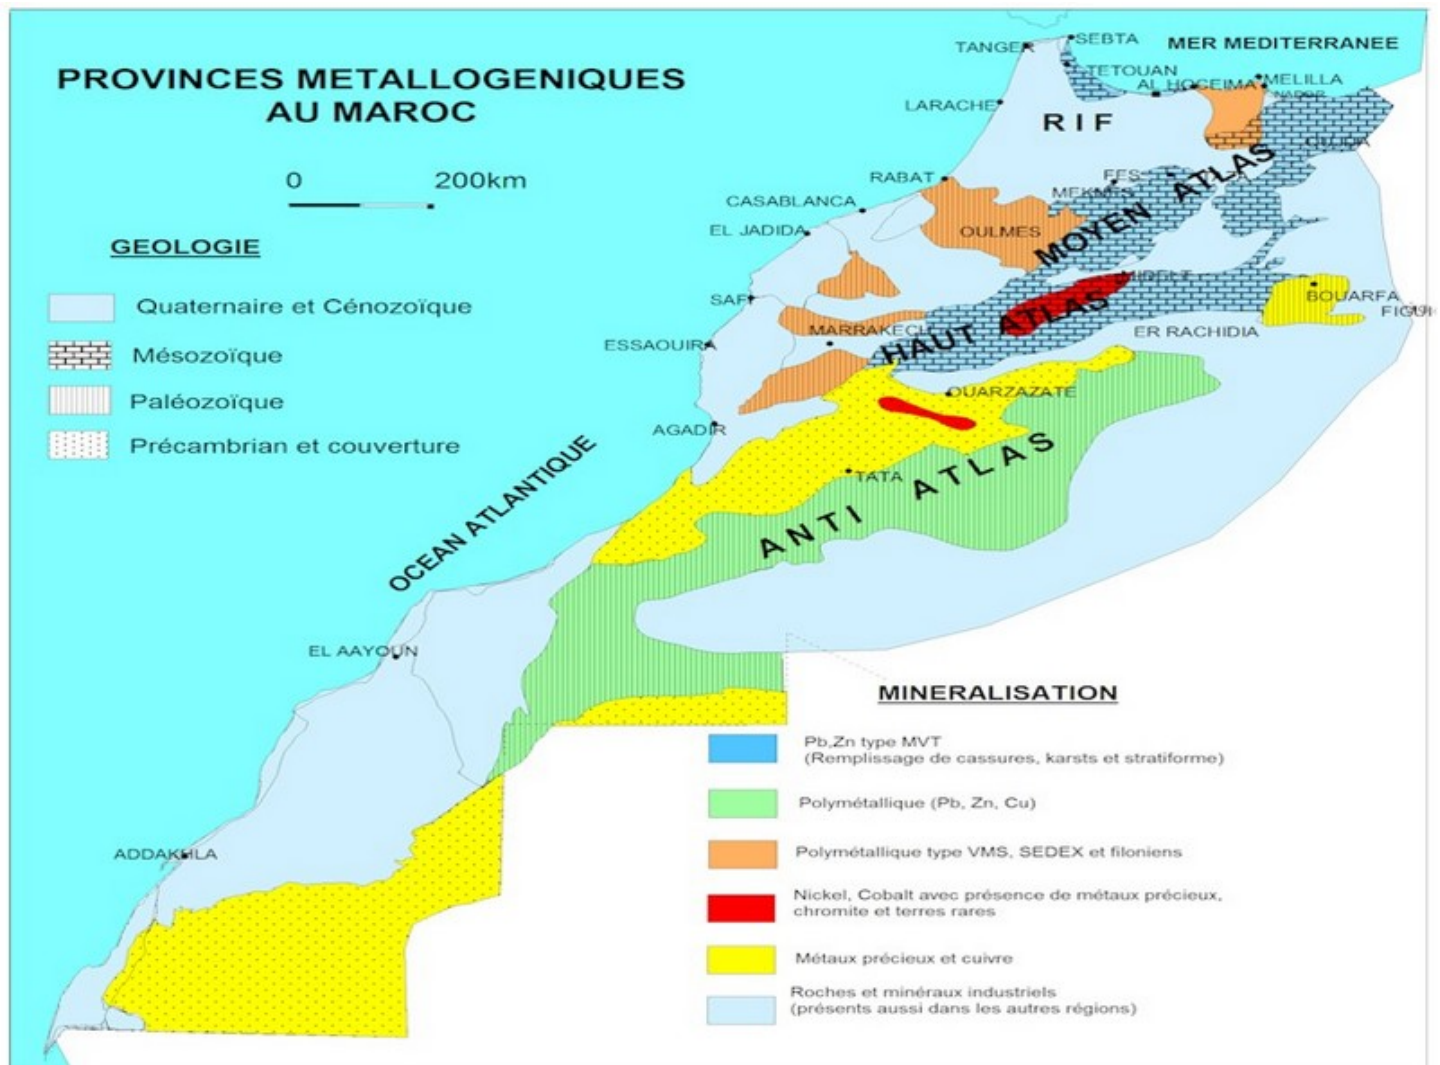 PROVINCES METALLOGENIQUES
AU MAROC
0 200km
GEOLOGIE
Quaternaire et Cénozoïque
Mésozoïque
Paléozoïque
Précambrian et couverture
MER MEDITERRANEE
TANGER
SEBTA
TETOUAN
AL HOCEIMA
MELILLA
NADOR
LARACHE
RIF
OUJDA
RABAT
FES
MEKNES
CASABLANCA
EL JADIDA
OULMES
MOYEN ATLAS
MIDELT
SAFI
BOUARFA
FIGUI
MARRAKECH
HAUT ATLAS
ER RACHIDIA
ESSAOUIRA
OUARZAZATE
AGADIR
TATA
ANTI ATLAS
OCEAN ATLANTIQUE
EL AAYOUN
ADDAKHLA
MINERALISATION
Pb,Zn type MVT
(Remplissage de cassures, karsts et stratiforme)
Polymétallique (Pb, Zn, Cu)
Polymétallique type VMS, SEDEX et filoniens
Nickel, Cobalt avec présence de métaux précieux,
chromite et terres rares
Métaux précieux et cuivre
Roches et minéraux industriels
(présents aussi dans les autres régions)